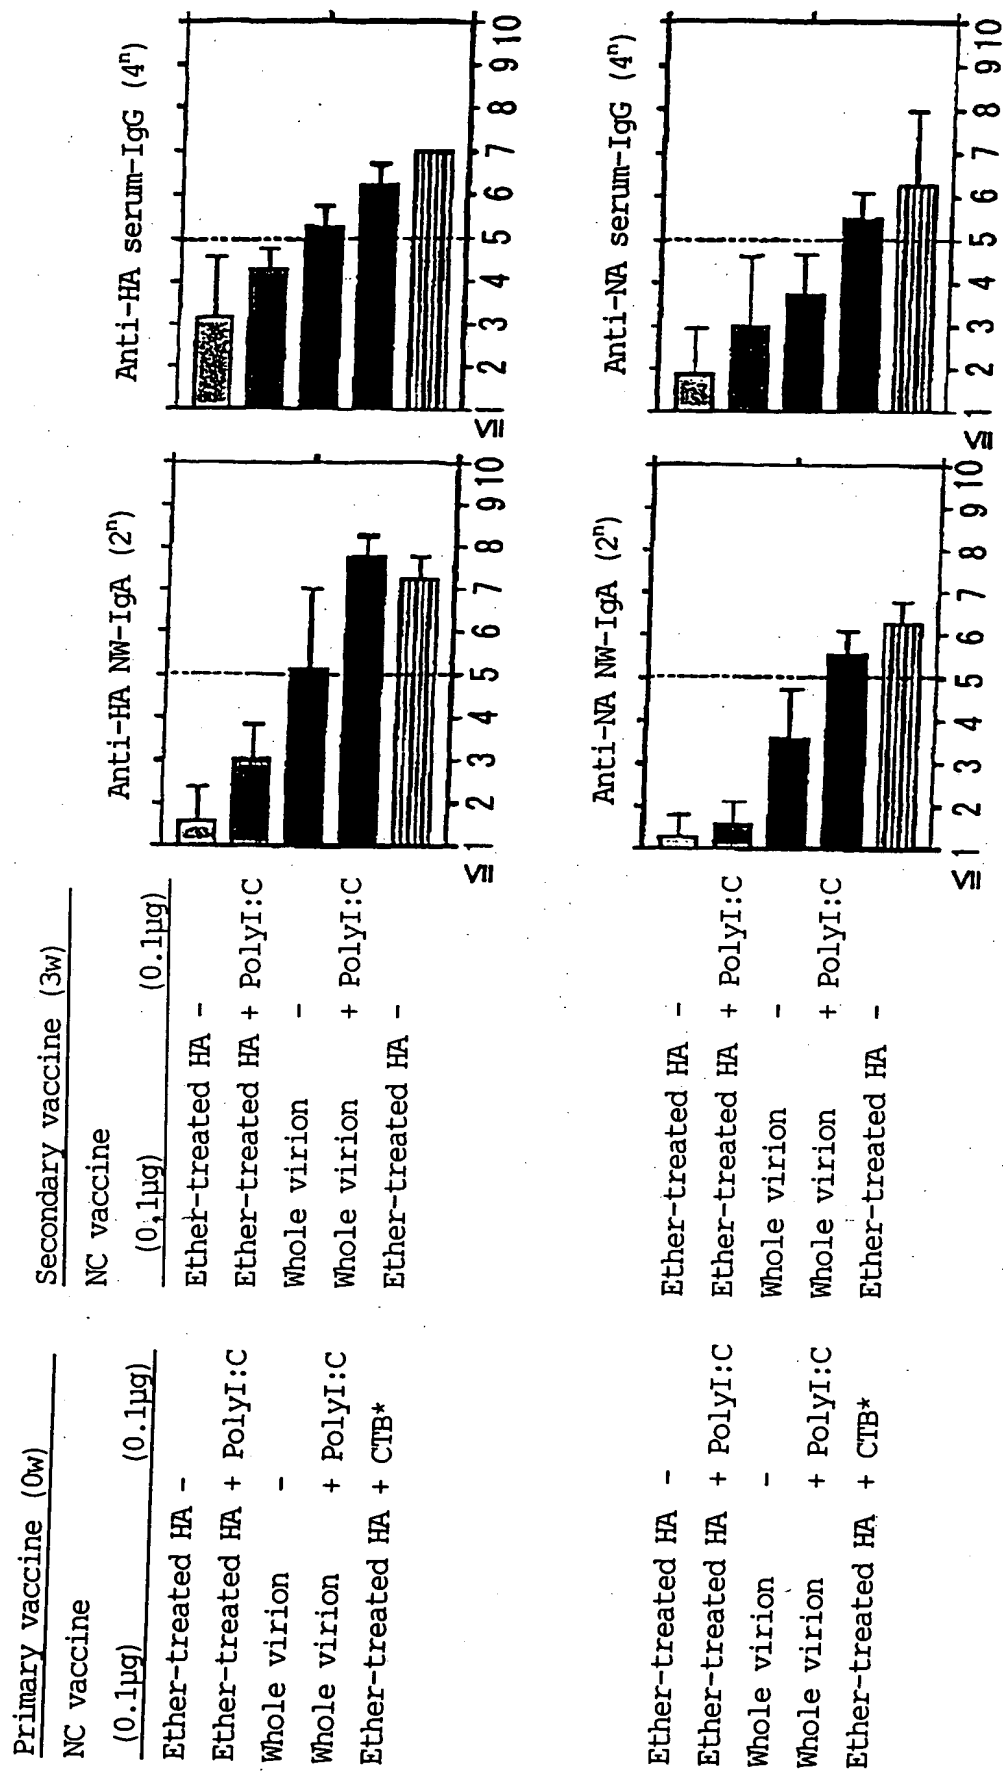 Primary vaccine (0w) Secondary vaccine (3w)
NC vaccine NC vaccine
(0.1µg) (0.1µg) (0.1µg) (0.1µg) Anti-HA NW-IgA (2ⁿ) Anti-HA serum-IgG (4ⁿ)
Ether-treated HA - Ether-treated HA -
Ether-treated HA + PolyI:C Ether-treated HA + PolyI:C
Whole virion - Whole virion -
Whole virion + PolyI:C Whole virion + PolyI:C
Ether-treated HA + CTB* Ether-treated HA -
≦1 2 3 4 5 6 7 8 9 10 ≦1 2 3 4 5 6 7 8 9 10
Anti-NA NW-IgA (2ⁿ) Anti-NA serum-IgG (4ⁿ)
Ether-treated HA - Ether-treated HA -
Ether-treated HA + PolyI:C Ether-treated HA + PolyI:C
Whole virion - Whole virion -
Whole virion + PolyI:C Whole virion + PolyI:C
Ether-treated HA + CTB* Ether-treated HA -
≦1 2 3 4 5 6 7 8 9 10 ≦1 2 3 4 5 6 7 8 9 10